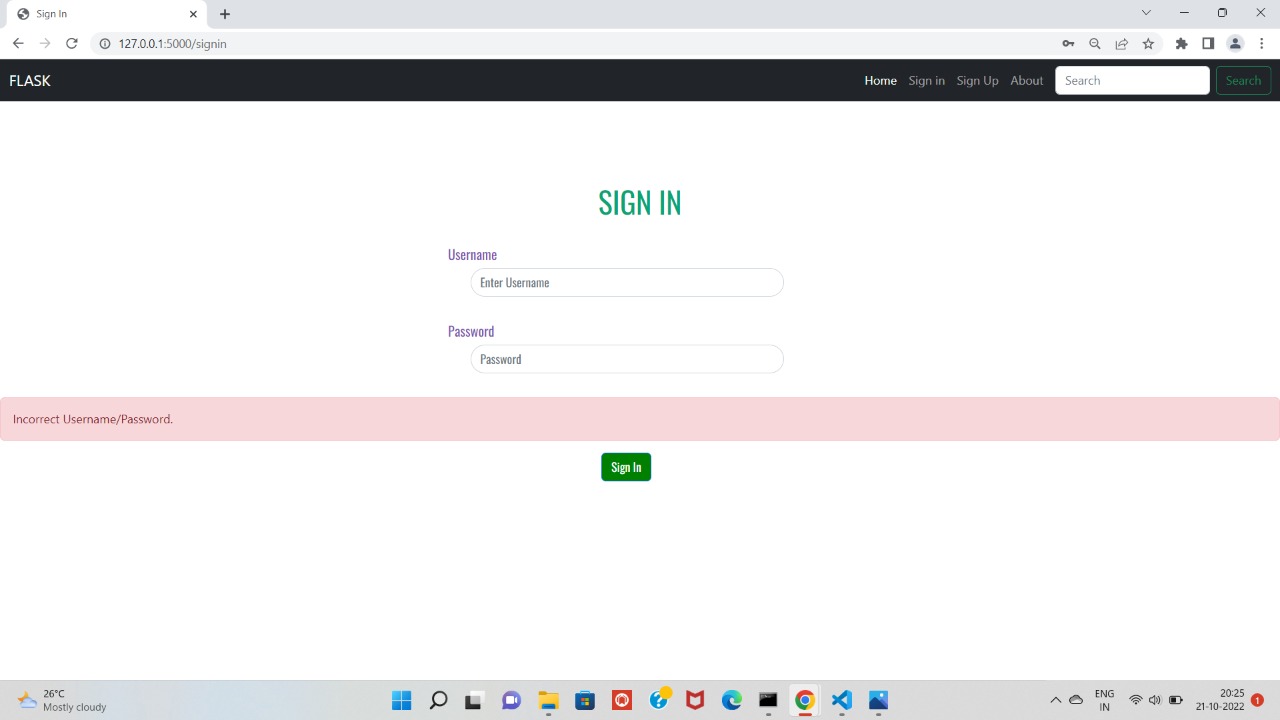 Sign In
127.0.0.1:5000/signin
FLASK
Home Sign in Sign Up About Search Search
SIGN IN
Username
Enter Username
Password
Password
Incorrect Username/Password.
Sign In
26°C
Mostly cloudy
ENG
IN
20:25
21-10-2022
1